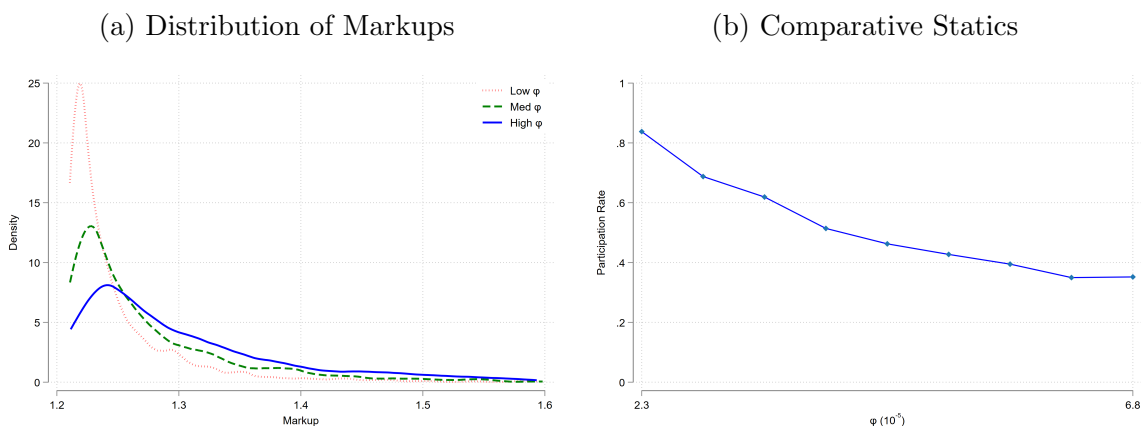 (a) Distribution of Markups
25
20
15
10
5
0
Density
1.2
1.3
1.4
1.5
1.6
Markup
Low φ
Med φ
High φ
(b) Comparative Statics
1
.8
.6
.4
.2
0
Participation Rate
2.3
6.8
φ (10⁻⁵)